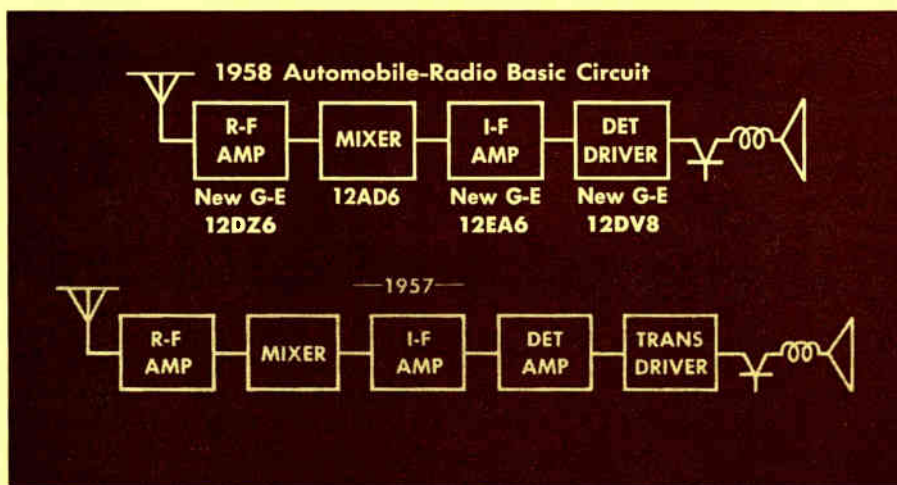 1958 Automobile-Radio Basic Circuit
R-F
AMP
MIXER
I-F
AMP
DET
DRIVER
New G-E
12DZ6
12AD6
New G-E
12EA6
New G-E
12DV8
—1957—
R-F
AMP
MIXER
I-F
AMP
DET
AMP
TRANS
DRIVER